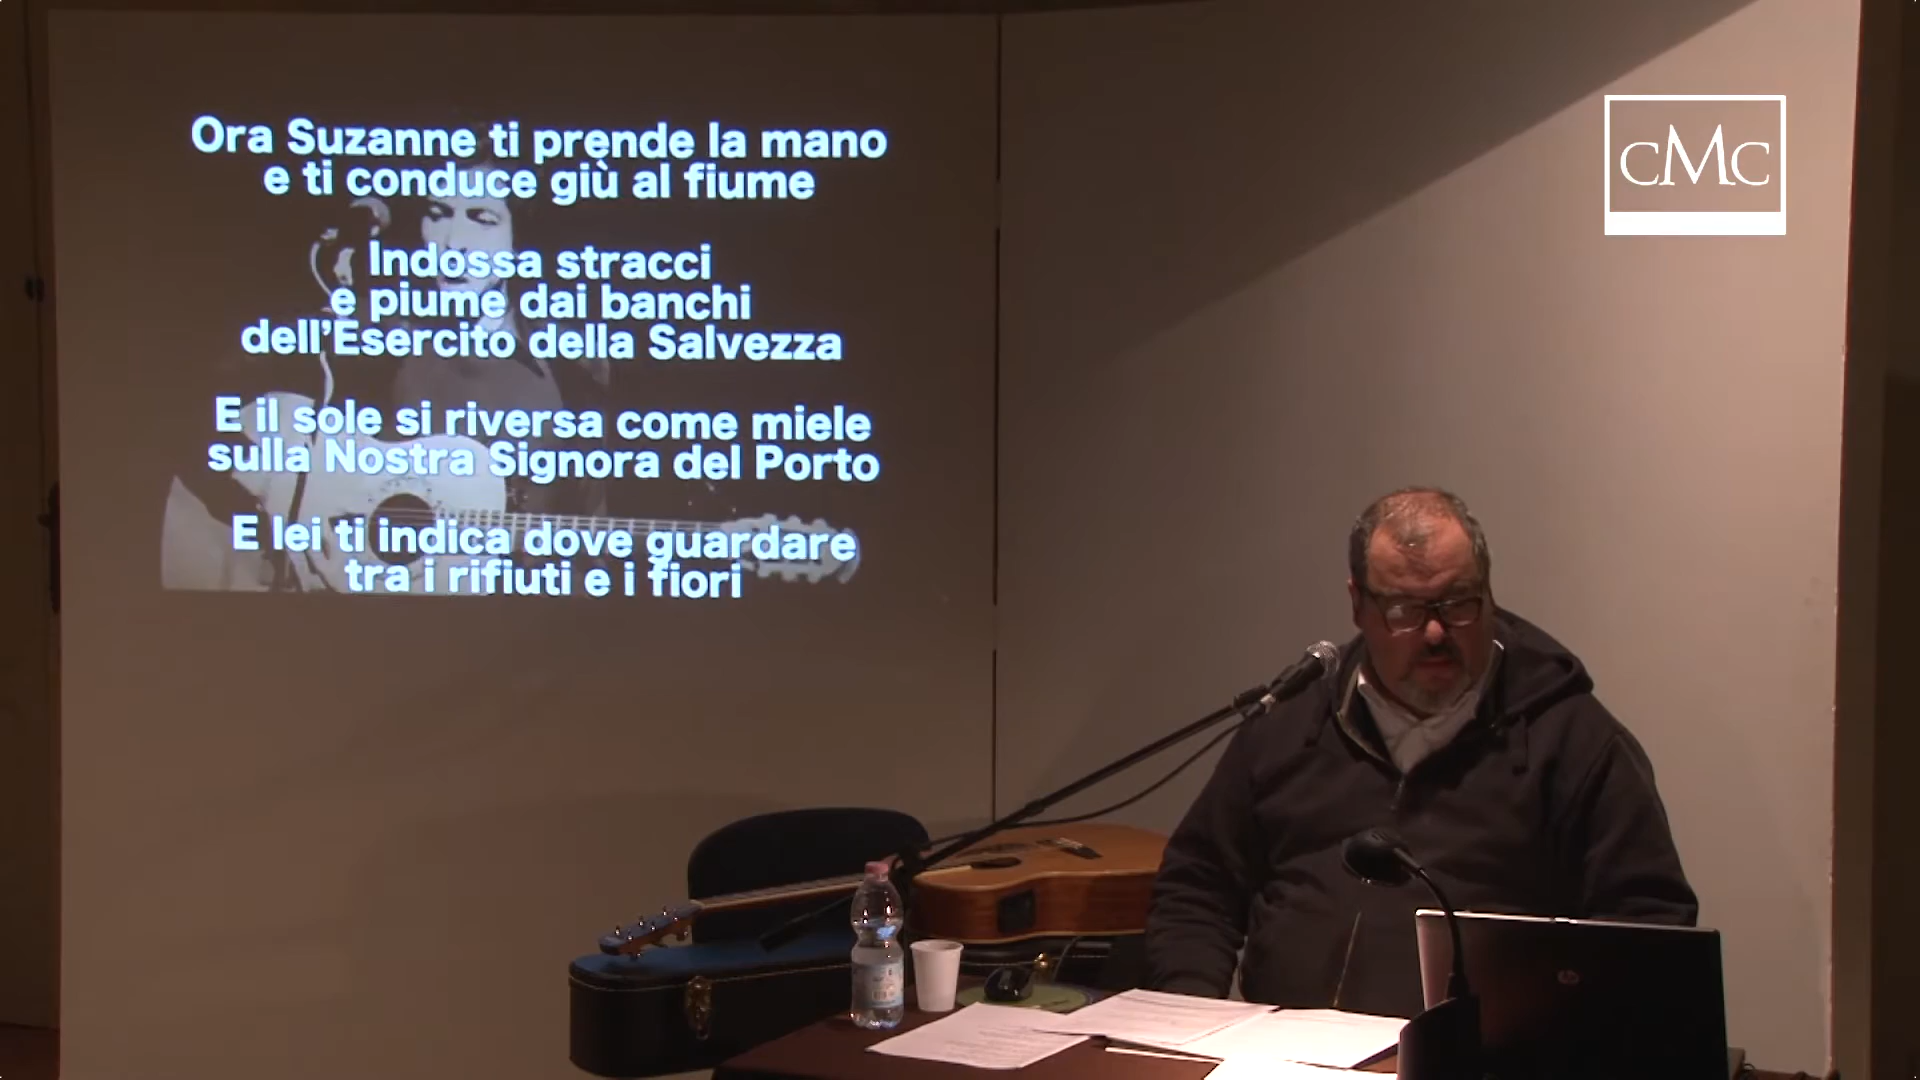 Ora Suzanne ti prende la mano
e ti conduce giù al fiume
Indossa stracci
e piume dai banchi
dell'Esercito della Salvezza
E il sole si riversa come miele
sulla Nostra Signora del Porto
E lei ti indica dove guardare
tra i rifiuti e i fiori
CMC
hp